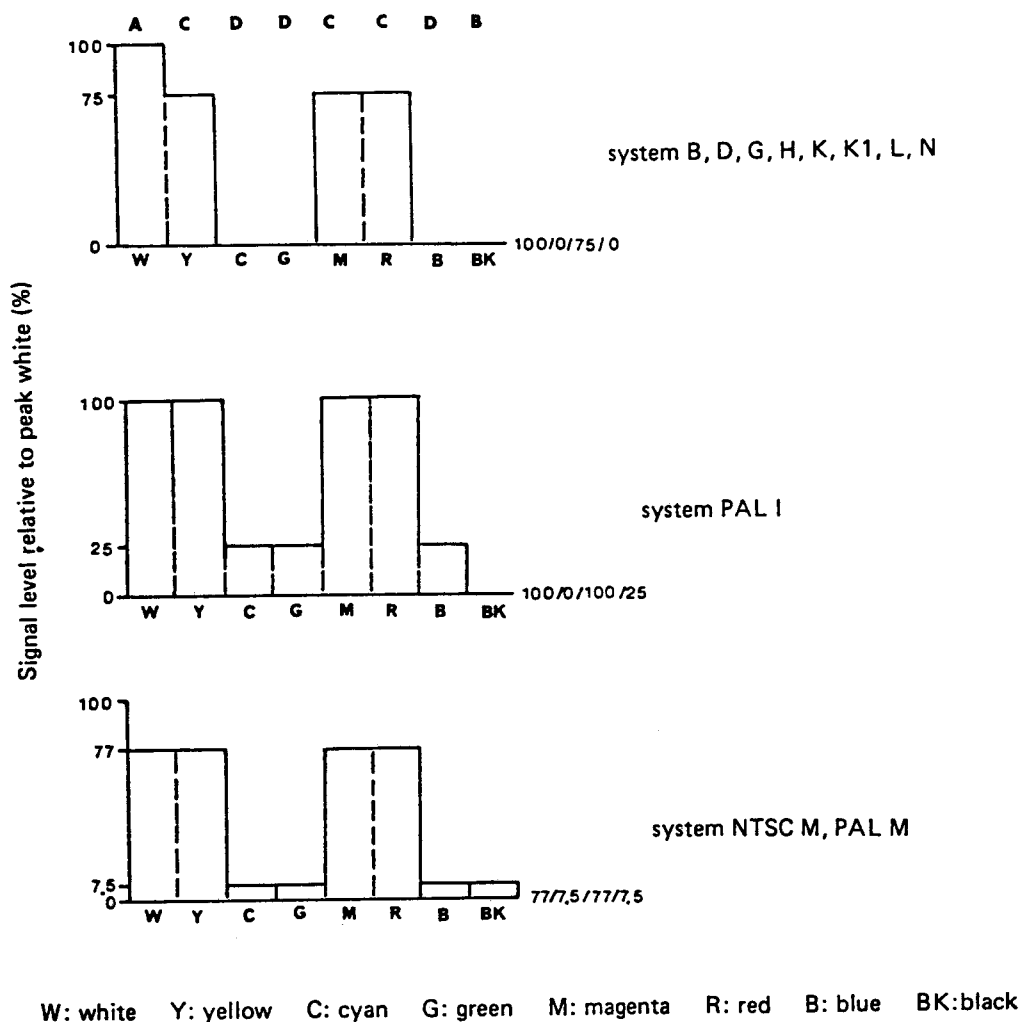 A C D D C C D B
100
75
0
W Y C G M R B BK
100/0/75/0
system B, D, G, H, K, K1, L, N
Signal level relative to peak white (%)
100
25
0
W Y C G M R B BK
100/0/100/25
system PAL I
100
77
7.5
0
W Y C G M R B BK
77/7.5/77/7.5
system NTSC M, PAL M
W: white Y: yellow C: cyan G: green M: magenta R: red B: blue BK:black